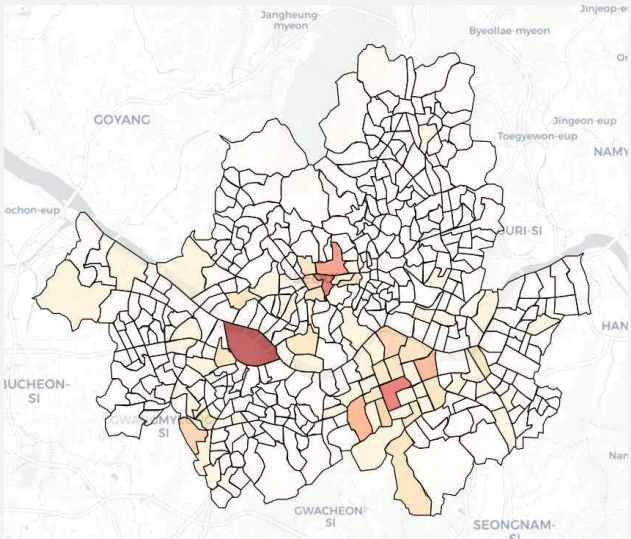 Jangheung-
myeon
Jinjeop-e
Byeollae-myeon
GOYANG
Jingeon-eup
Toegyewon-eup
NAMY
ochon-eup
URI-SI
HAN
BUCHEON-
SI
SI
Nan
GWACHEON-
SI
SEONGNAM-
SI